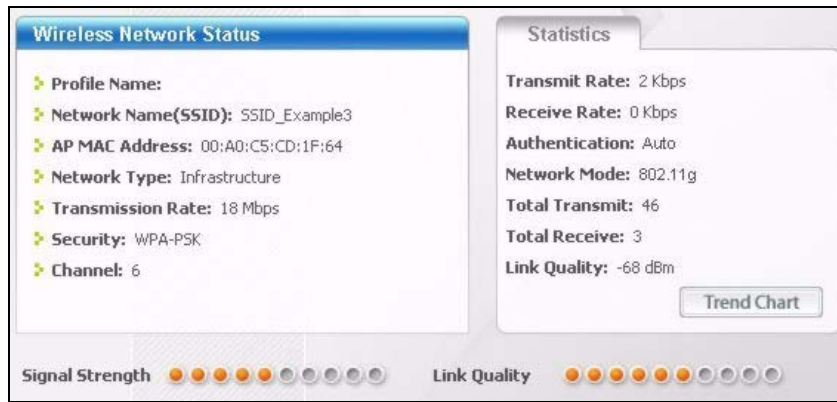 Wireless Network Status
Profile Name:
Network Name(SSID): SSID_Example3
AP MAC Address: 00:A0:C5:CD:1F:64
Network Type: Infrastructure
Transmission Rate: 18 Mbps
Security: WPA-PSK
Channel: 6
Statistics
Transmit Rate: 2 Kbps
Receive Rate: 0 Kbps
Authentication: Auto
Network Mode: 802.11g
Total Transmit: 46
Total Receive: 3
Link Quality: -68 dBm
Trend Chart
Signal Strength
Link Quality